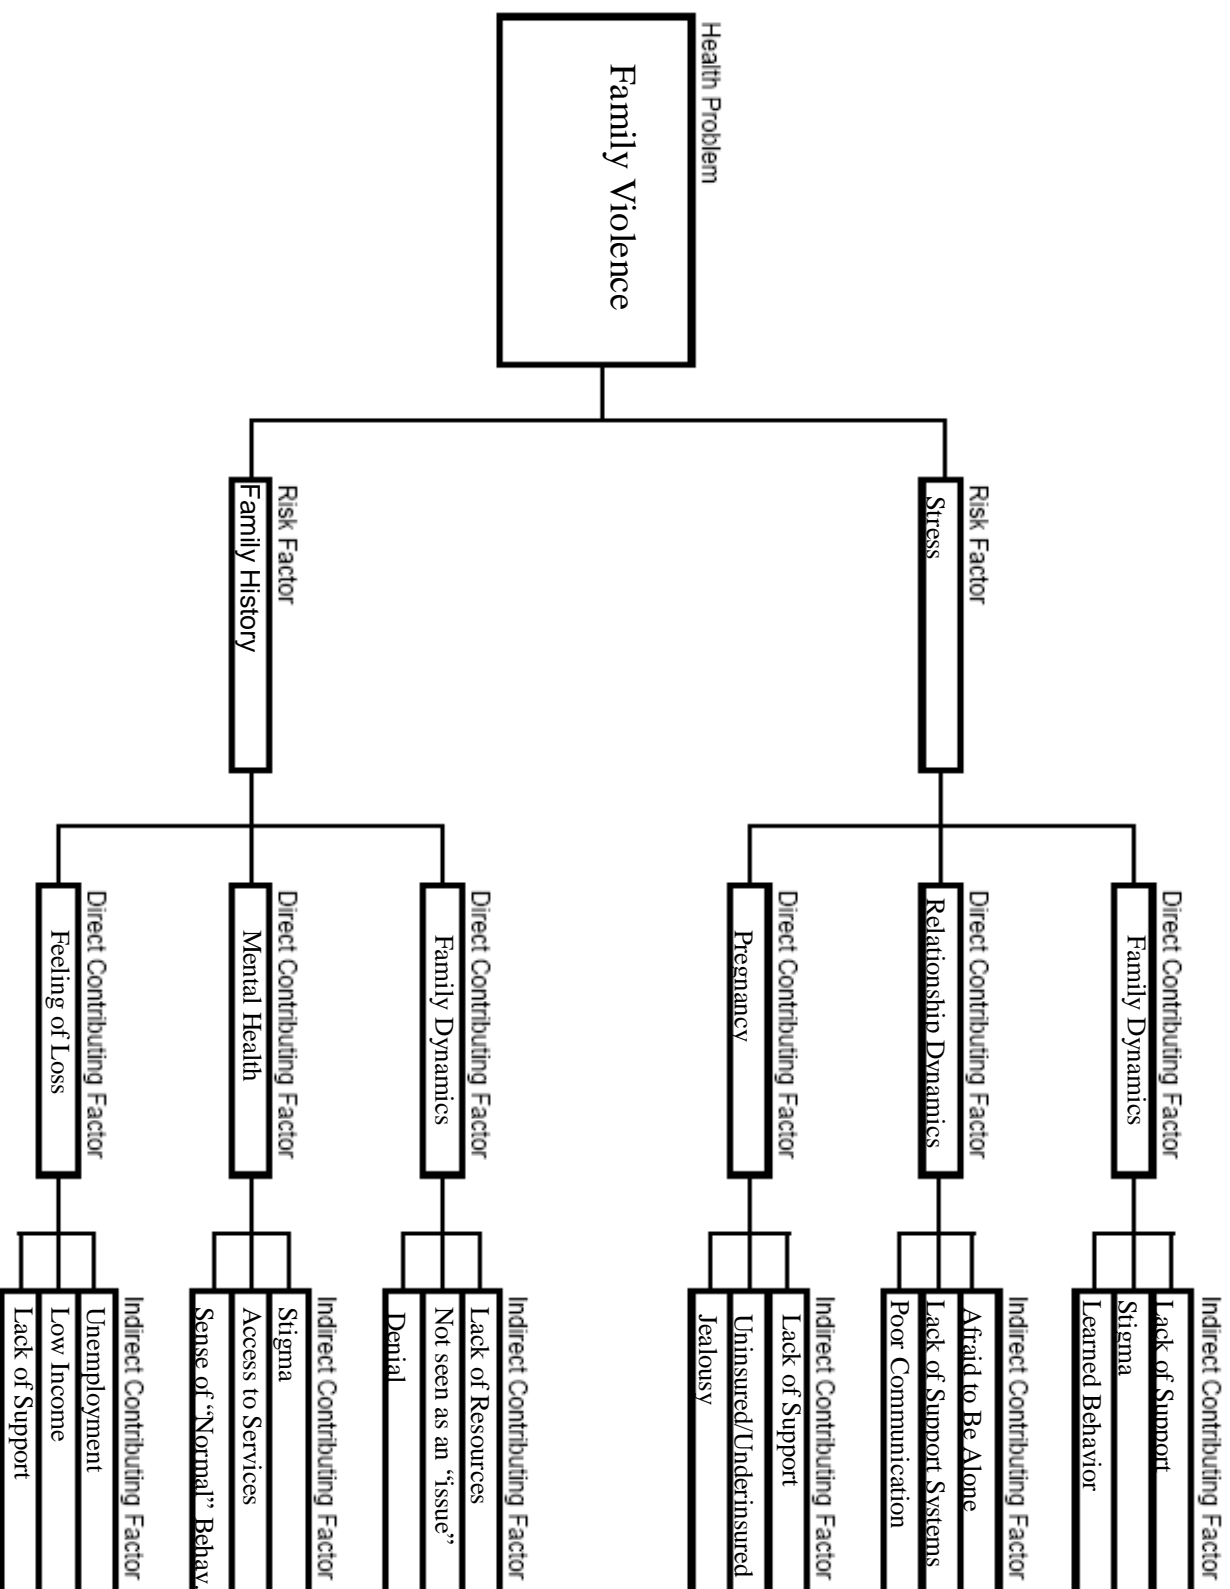 Health Problem
Family Violence
Risk Factor
Stress
Direct Contributing Factor
Family Dynamics
Indirect Contributing Factor
Lack of Support
Stigma
Learned Behavior
Direct Contributing Factor
Relationship Dynamics
Indirect Contributing Factor
Afraid to Be Alone
Lack of Support Systems
Poor Communication
Direct Contributing Factor
Pregnancy
Indirect Contributing Factor
Lack of Support
Uninsured/Underinsured
Jealousy
Risk Factor
Family History
Direct Contributing Factor
Family Dynamics
Indirect Contributing Factor
Lack of Resources
Not seen as an “issue”
Denial
Direct Contributing Factor
Mental Health
Indirect Contributing Factor
Stigma
Access to Services
Sense of “Normal” Behav.
Direct Contributing Factor
Feeling of Loss
Indirect Contributing Factor
Unemployment
Low Income
Lack of Support